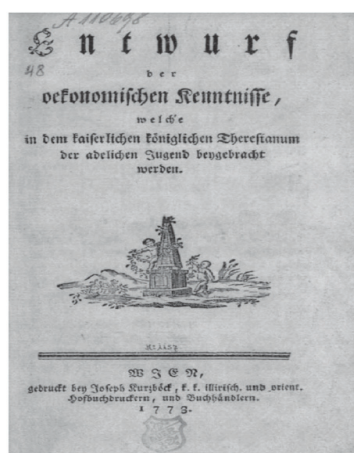 A 110698
Entwurf
48
der
oekonomischen Kenntnisse,
welche
in dem kaiserlichen königlichen Theresianum
der adelichen Jugend beygebracht
werden.
WIEN,
gedruckt bey Joseph Kurzböck, k. k. illirisch. und orient.
Hofbuchdruckern, und Buchhändlern.
1773.